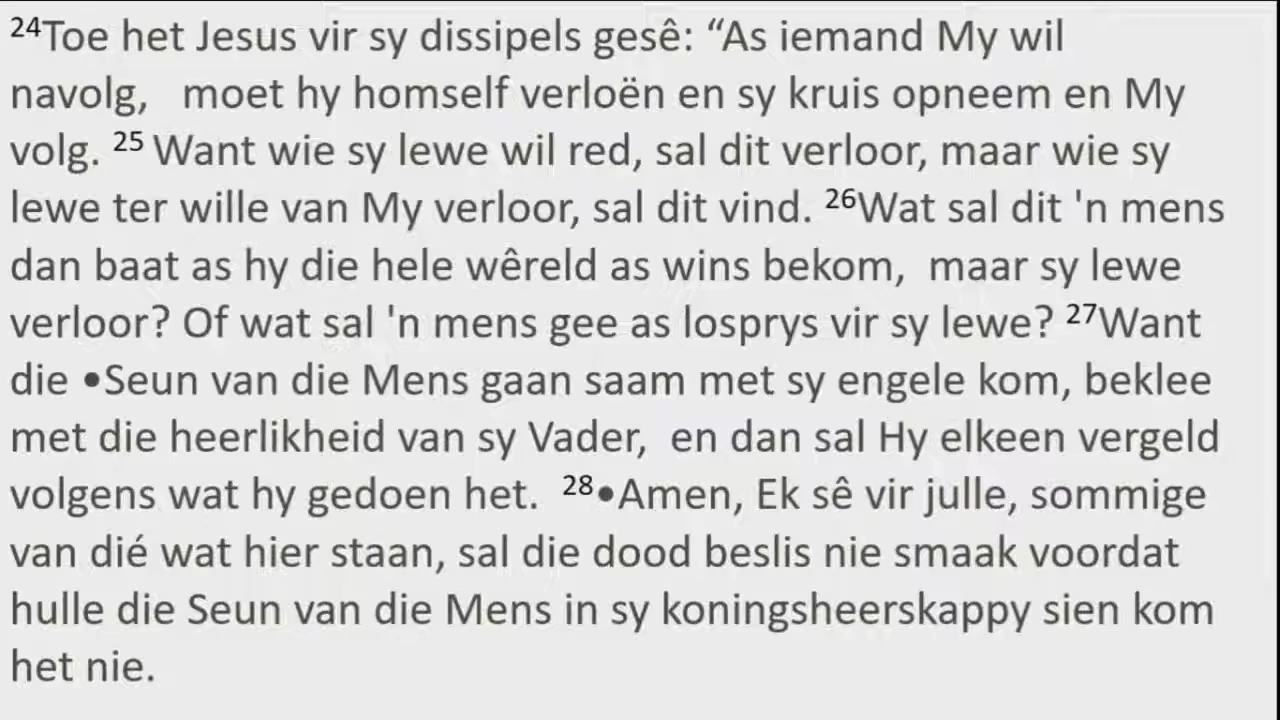 ²⁴Toe het Jesus vir sy dissipels gesê: “As iemand My wil
navolg, moet hy homself verloën en sy kruis opneem en My
volg. ²⁵ Want wie sy lewe wil red, sal dit verloor, maar wie sy
lewe ter wille van My verloor, sal dit vind. ²⁶Wat sal dit 'n mens
dan baat as hy die hele wêreld as wins bekom, maar sy lewe
verloor? Of wat sal 'n mens gee as losprys vir sy lewe? ²⁷Want
die •Seun van die Mens gaan saam met sy engele kom, beklee
met die heerlikheid van sy Vader, en dan sal Hy elkeen vergeld
volgens wat hy gedoen het. ²⁸•Amen, Ek sê vir julle, sommige
van dié wat hier staan, sal die dood beslis nie smaak voordat
hulle die Seun van die Mens in sy koningsheerskappy sien kom
het nie.